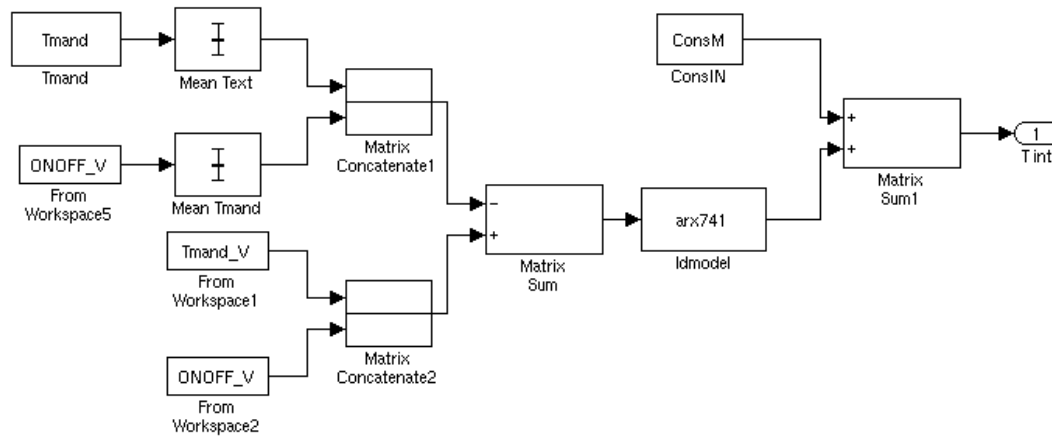 Tmand
Tmand
Mean Text
ConsM
ConsIN
Matrix
Concatenate1
+
+
Matrix
Sum1
1
T int
ONOFF_V
From
Workspace5
Mean Tmand
Tmand_V
From
Workspace1
−
+
Matrix
Sum
arx741
Idmodel
Matrix
Concatenate2
ONOFF_V
From
Workspace2